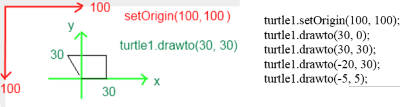 100
setOrigin(100,100)
y
turtle1.drawto(30, 30)
30
x
100
30
turtle1.setOrigin(100, 100);
turtle1.drawto(30, 0);
turtle1.drawto(30, 30);
turtle1.drawto(-20, 30);
turtle1.drawto(-5, 5);